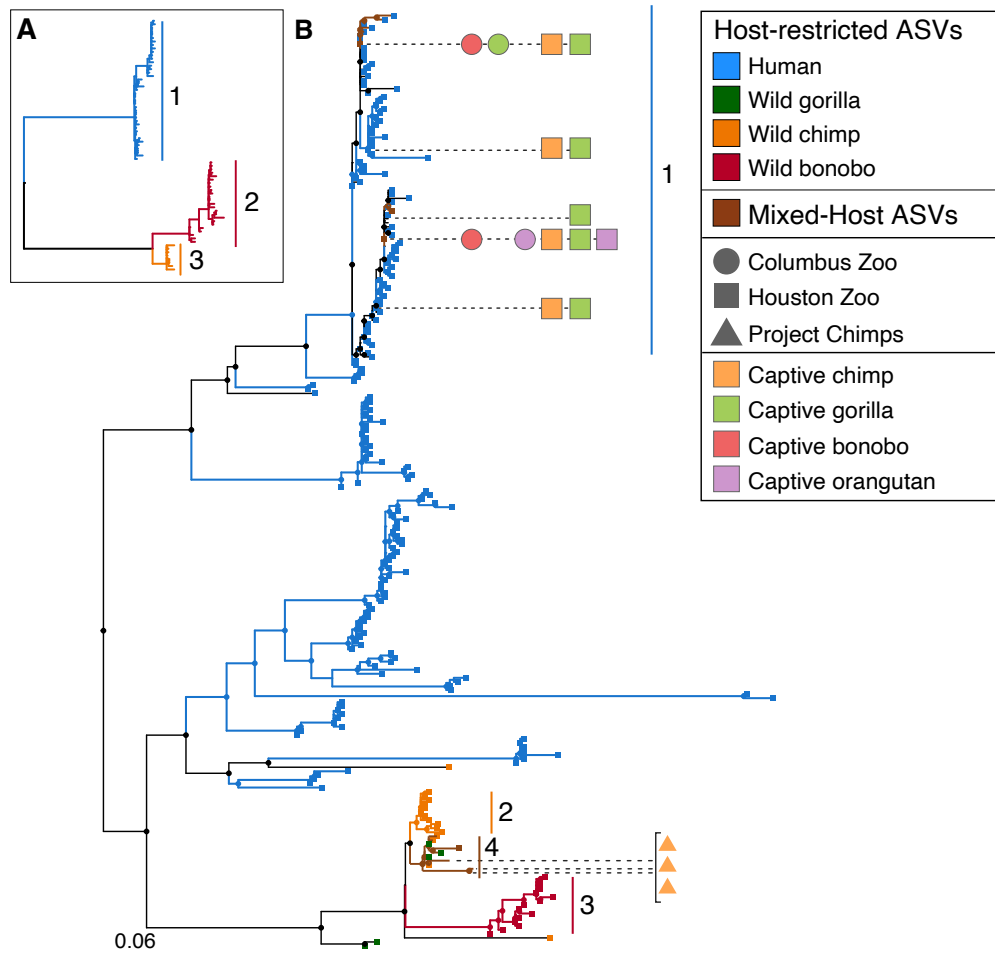 A
1
2
3
B
1
2
4
3
0.06
Host-restricted ASVs
Human
Wild gorilla
Wild chimp
Wild bonobo
Mixed-Host ASVs
Columbus Zoo
Houston Zoo
Project Chimps
Captive chimp
Captive gorilla
Captive bonobo
Captive orangutan